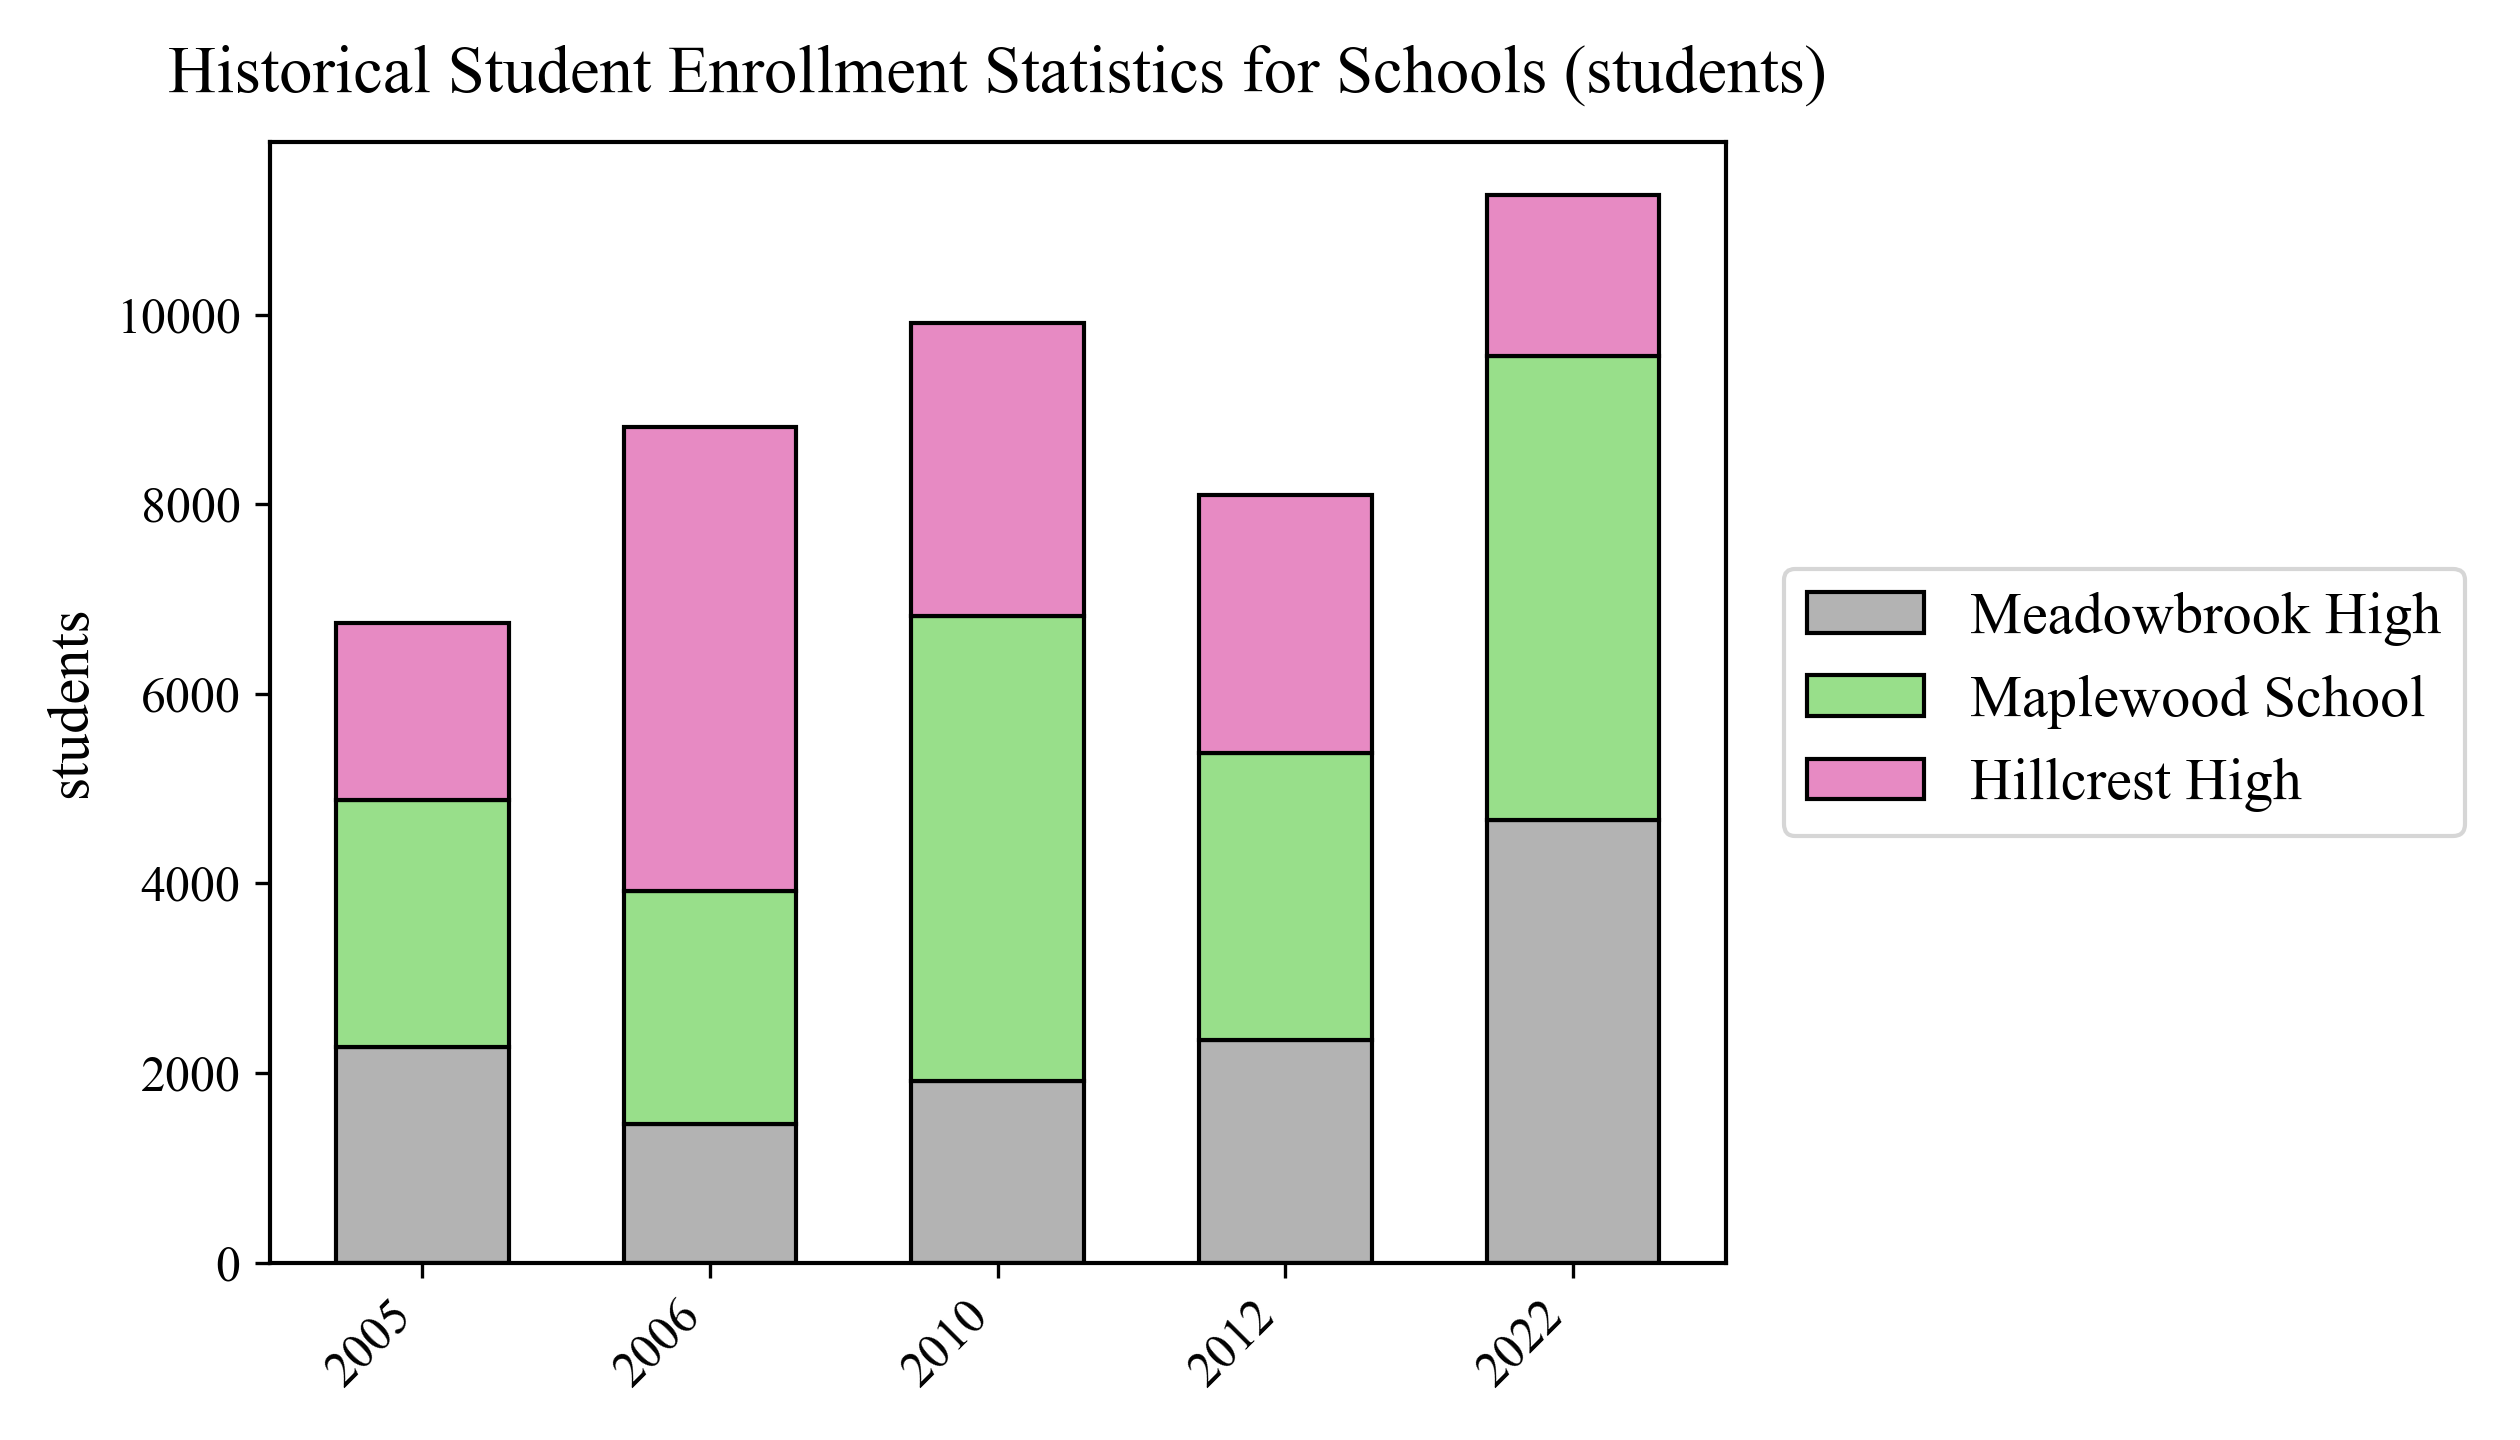 Historical Student Enrollment Statistics for Schools (students)
students
10000
8000
6000
4000
2000
0
2005
2006
2010
2012
2022
Meadowbrook High
Maplewood School
Hillcrest High